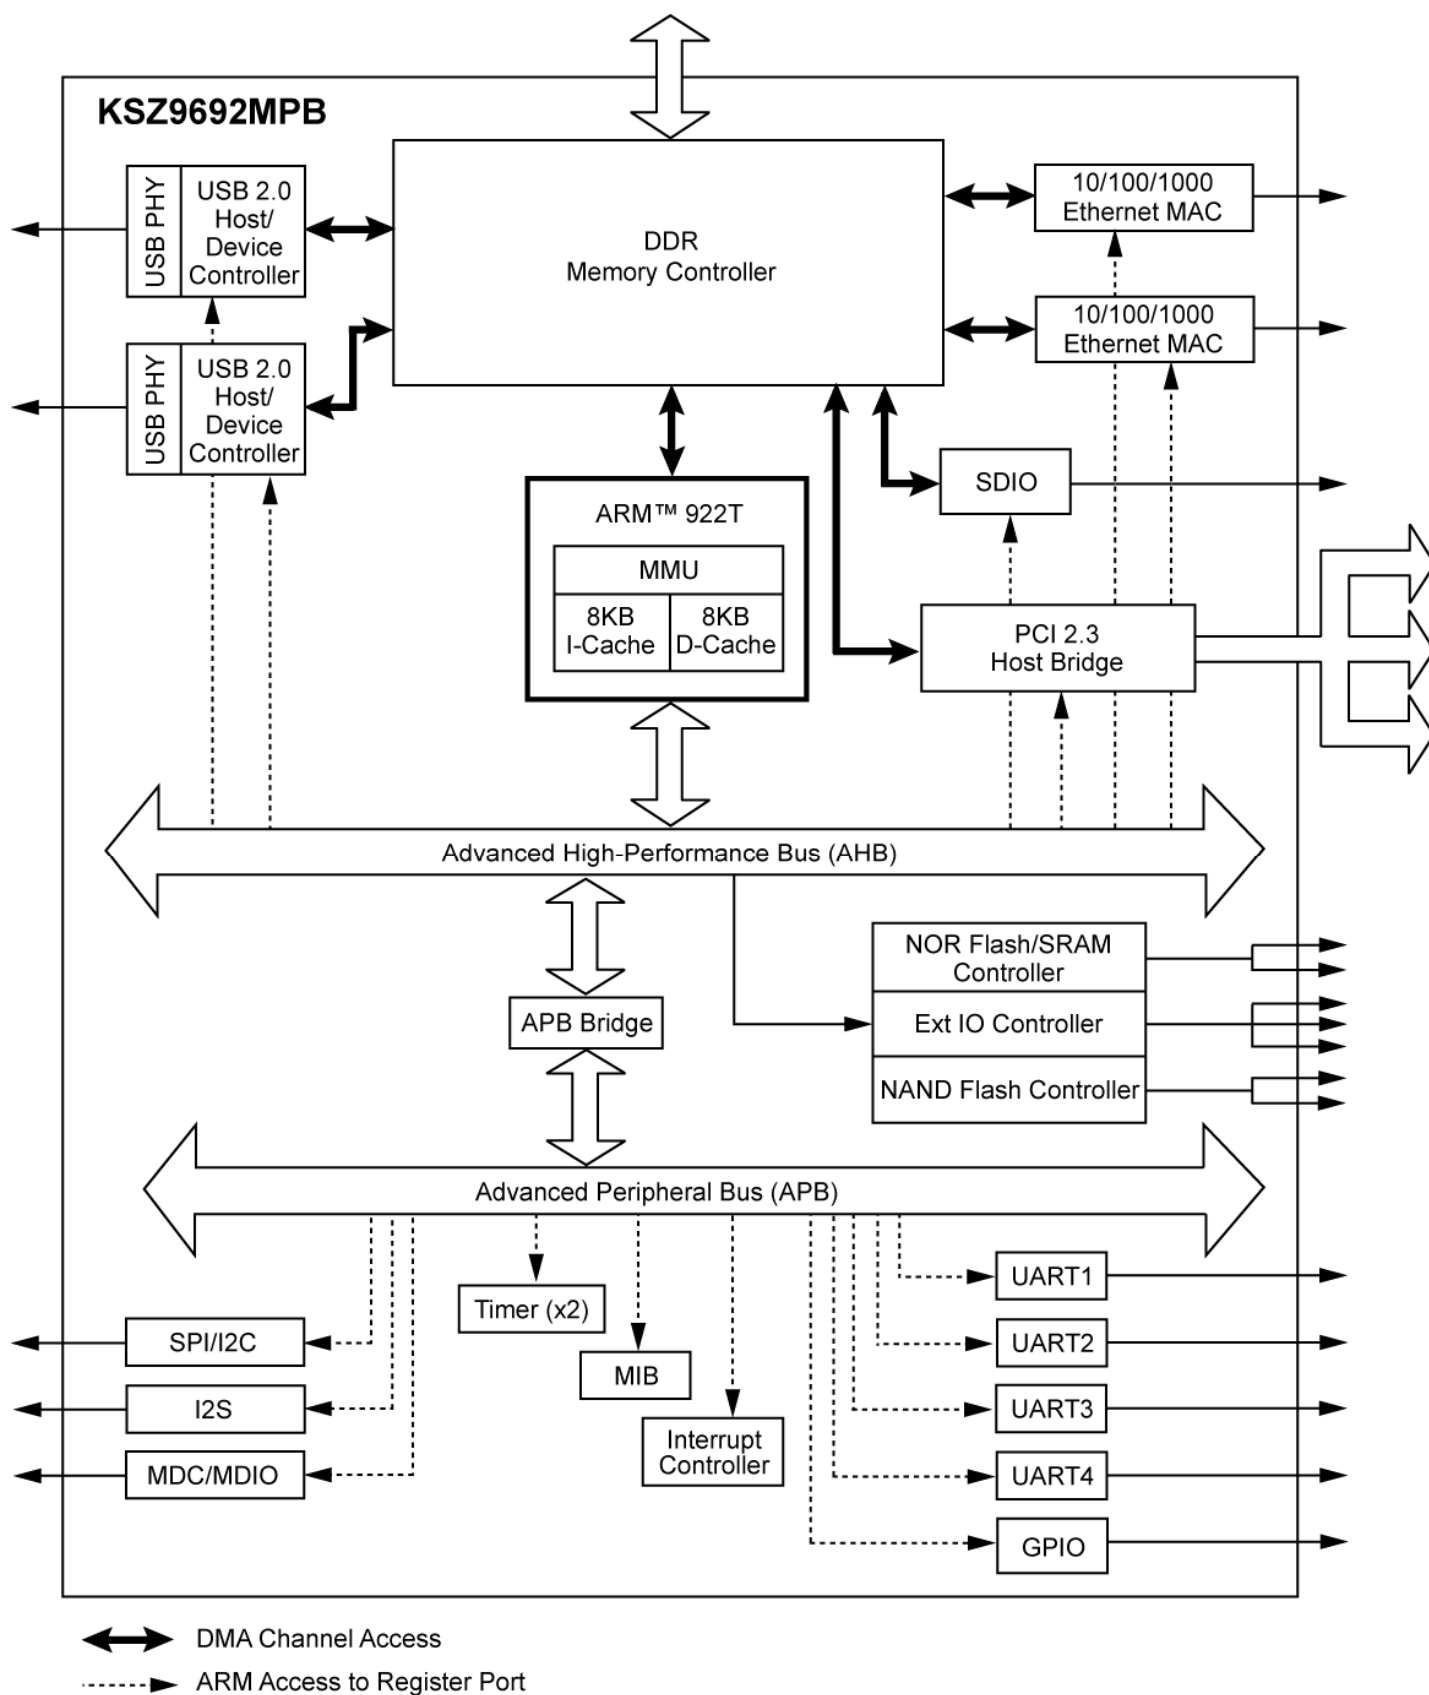 KSZ9692MPB
USB PHY
USB 2.0
Host/
Device
Controller
DDR
Memory Controller
10/100/1000
Ethernet MAC
10/100/1000
Ethernet MAC
USB PHY
USB 2.0
Host/
Device
Controller
SDIO
ARM™ 922T
MMU
8KB
I-Cache
8KB
D-Cache
PCI 2.3
Host Bridge
Advanced High-Performance Bus (AHB)
NOR Flash/SRAM
Controller
APB Bridge
Ext IO Controller
NAND Flash Controller
Advanced Peripheral Bus (APB)
UART1
Timer (x2)
SPI/I2C
UART2
MIB
I2S
UART3
Interrupt
Controller
MDC/MDIO
UART4
GPIO
DMA Channel Access
ARM Access to Register Port